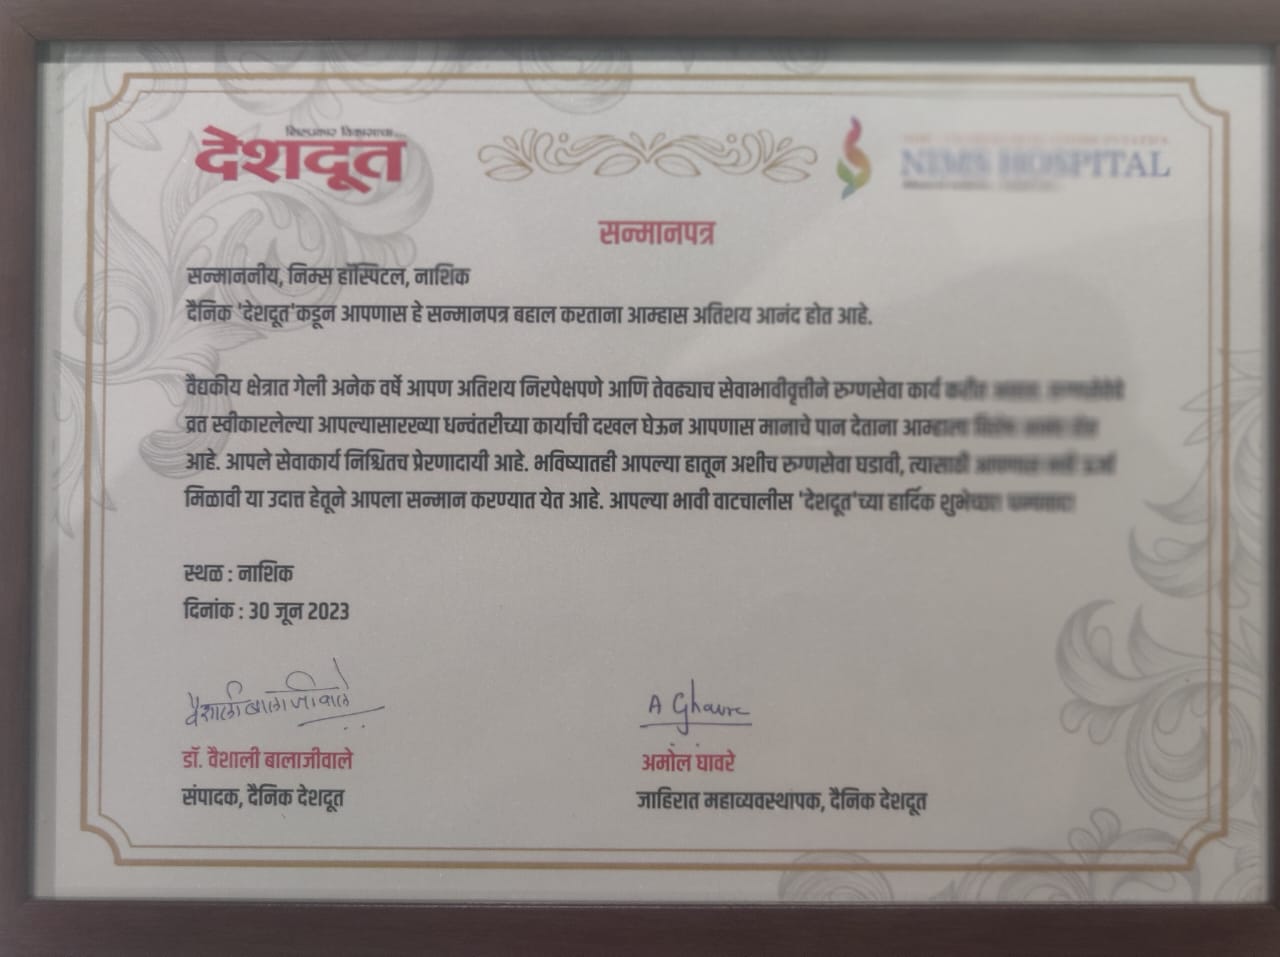 देशदूत
NIMS HOSPITAL
सन्मानपत्र
सन्माननीय, निम्स हॉस्पिटल, नाशिक
दैनिक 'देशदूत'कडून आपणास हे सन्मानपत्र बहाल करताना आम्हास अतिशय आनंद होत आहे.
वैद्यकीय क्षेत्रात गेली अनेक वर्षे आपण अतिशय निरपेक्षपणे आणि तेवढ्याच सेवाभावीवृत्तीने रुग्णसेवा कार्य
व्रत स्वीकारलेल्या आपल्यासारख्या धन्वंतरीच्या कार्याची दखल घेऊन आपणास मानाचे पान देताना आम्हाला
आहे. आपले सेवाकार्य निश्चितच प्रेरणादायी आहे. भविष्यातही आपल्या हातून अशीच रुग्णसेवा घडावी, त्यासाठी
मिळावी या उदात्त हेतूने आपला सन्मान करण्यात येत आहे. आपल्या भावी वाटचालीस 'देशदूत'च्या हार्दिक
स्थळ : नाशिक
दिनांक : 30 जून 2023
वैशाली बालाजीवाले
A Ghavre
डॉ. वैशाली बालाजीवाले
अमोल घावरे
संपादक, दैनिक देशदूत
जाहिरात महाव्यवस्थापक, दैनिक देशदूत